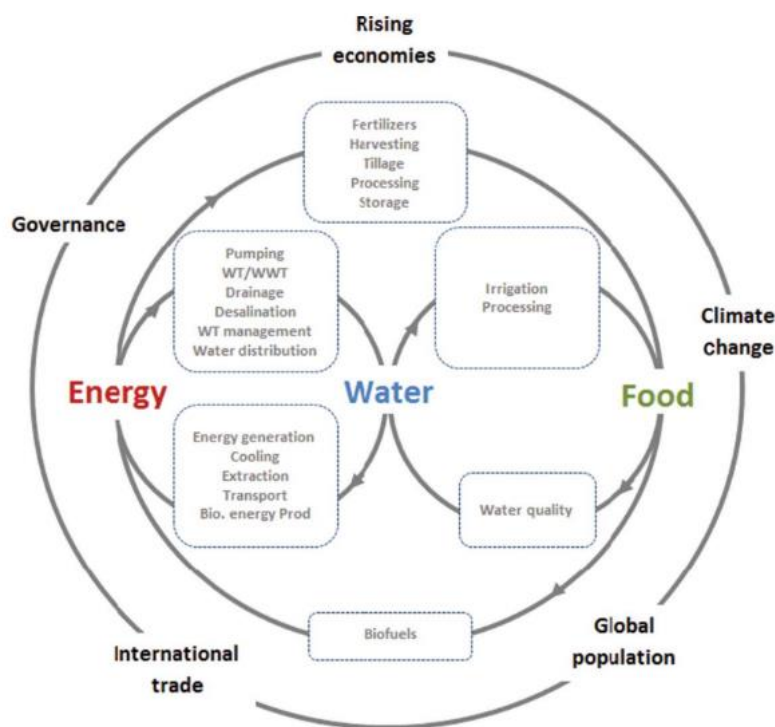 Rising
economies
Fertilizers
Harvesting
Tillage
Processing
Storage
Governance
Pumping
WT/WWT
Drainage
Desalination
WT management
Water distribution
Irrigation
Processing
Climate
change
Energy
Water
Food
Energy generation
Cooling
Extraction
Transport
Bio. energy Prod
Water quality
Biofuels
International
trade
Global
population